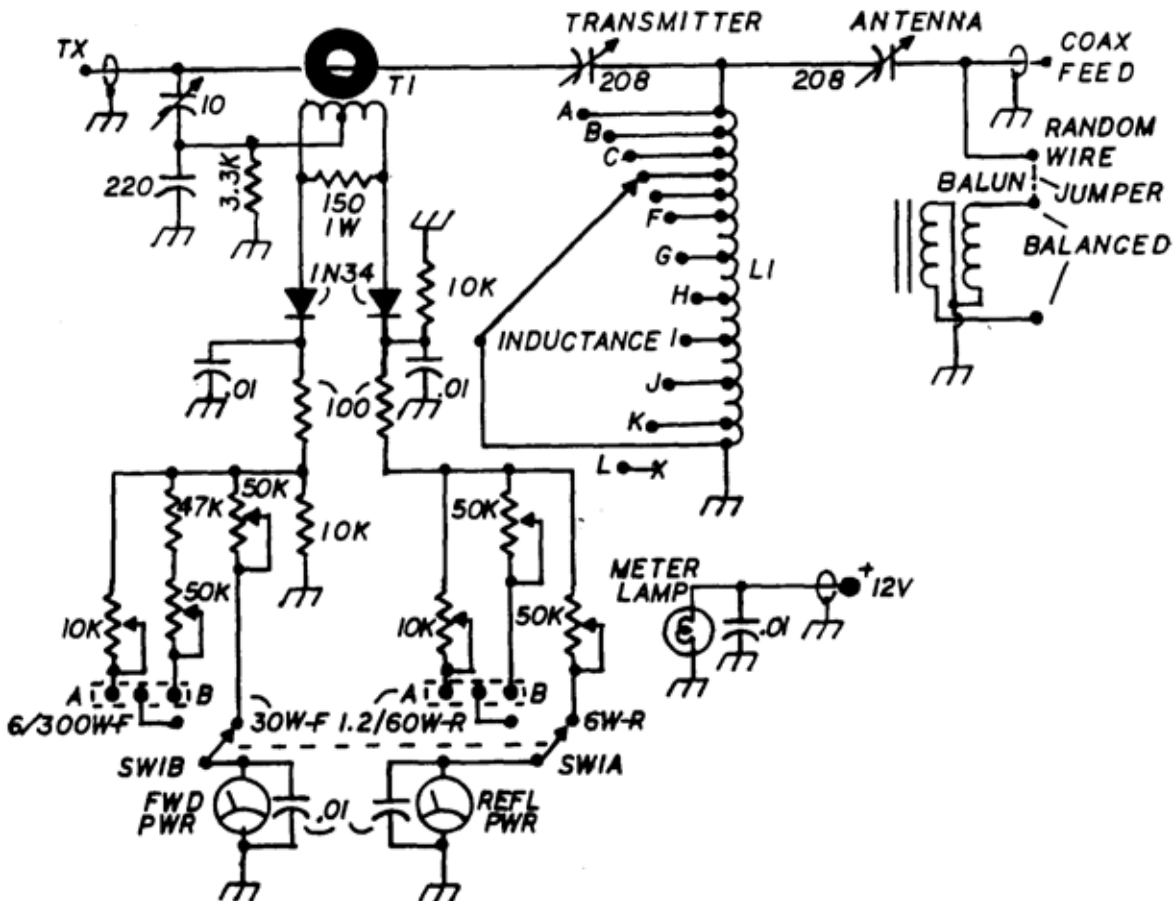 TRANSMITTER
ANTENNA
TX
COAX
FEED
T1
10
208
208
A
B
C
RANDOM
WIRE
220
3.3K
150
1W
F
BALUN
JUMPER
G
L1
BALANCED
1N34
10K
H
INDUCTANCE
I
.01
100
.01
J
K
L
X
47K
50K
10K
50K
50K
10K
10K
50K
METER
LAMP
+
12V
.01
A
B
A
B
6/300W-F
30W-F
1.2/60W-R
6W-R
SW1B
SW1A
FWD
PWR
.01
REFL
PWR